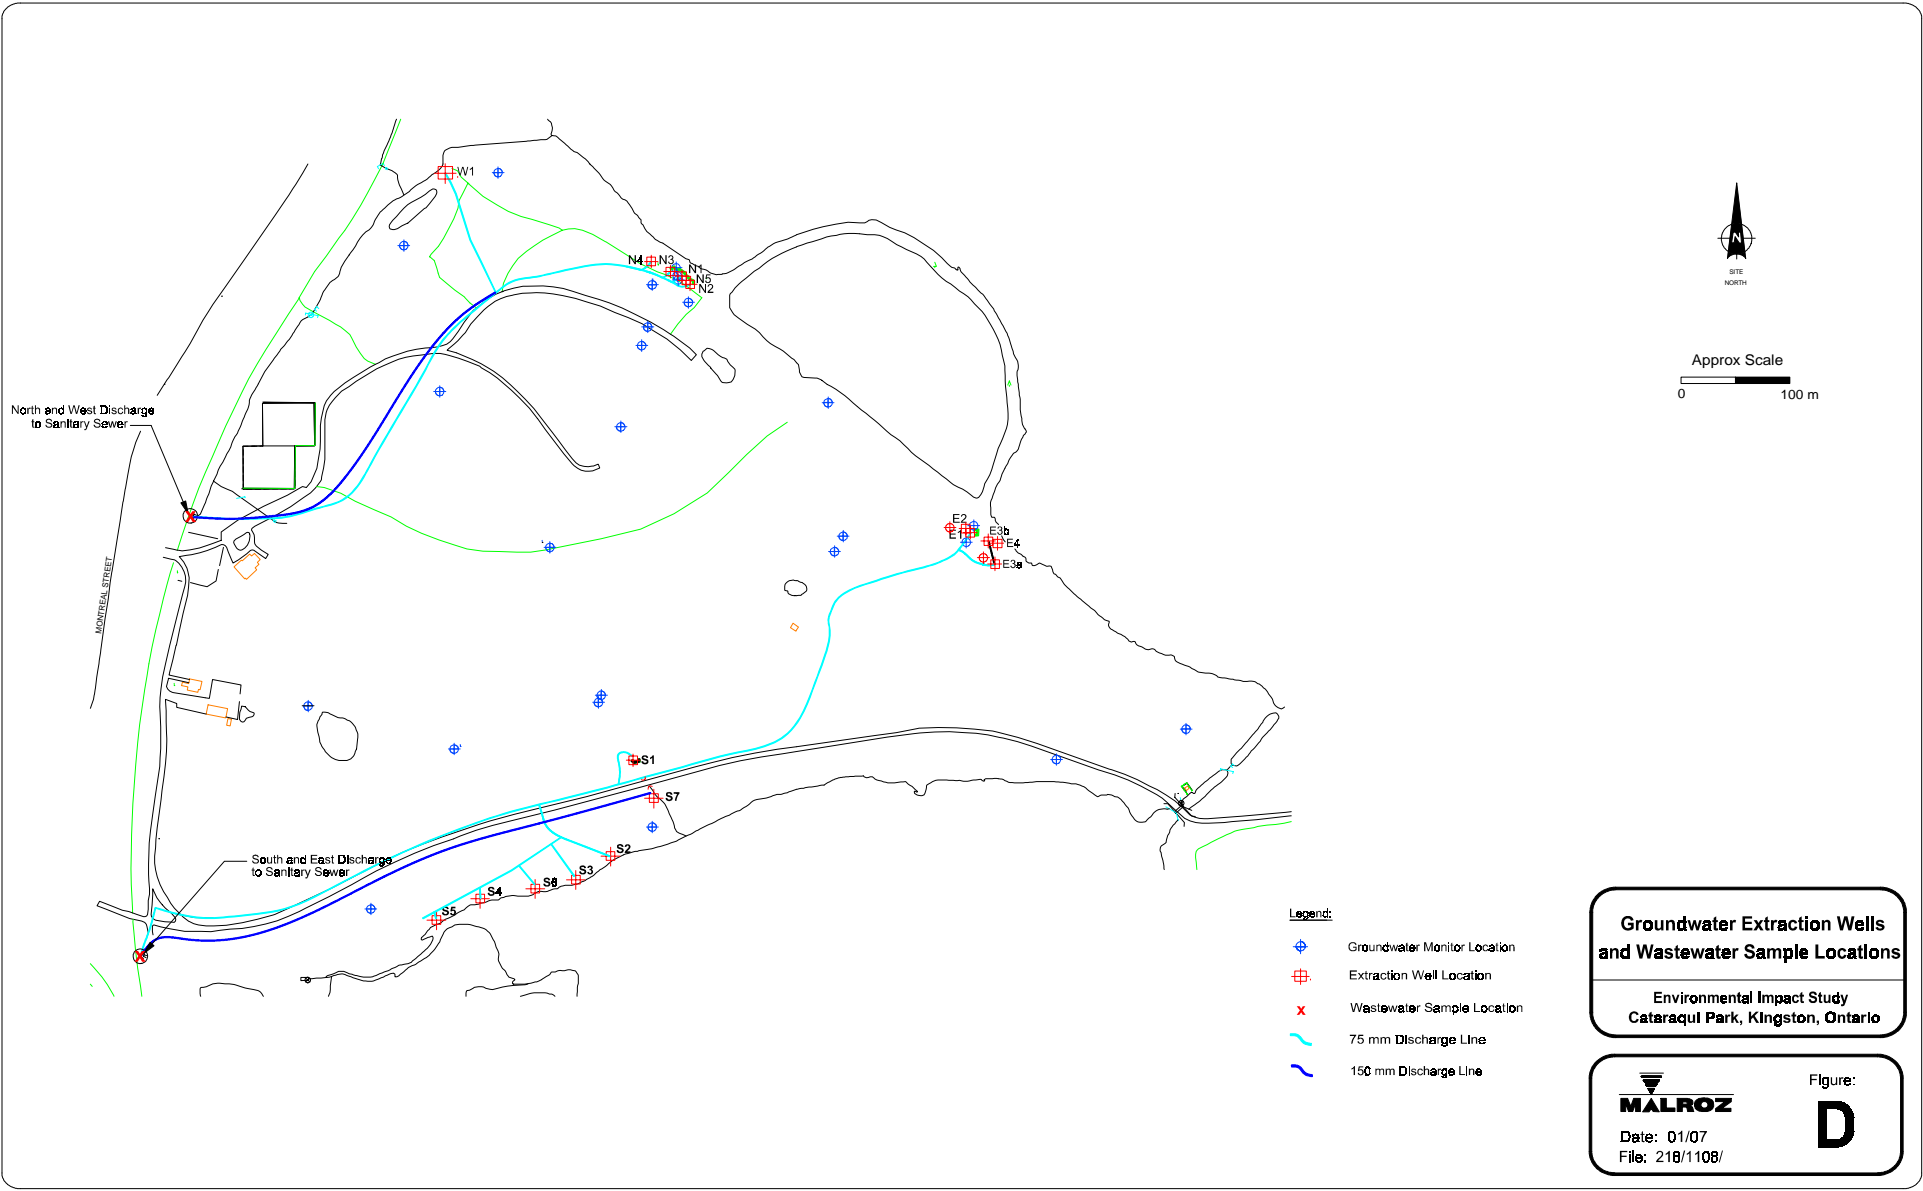 W1
N4
N3
N1
N5
N2
N
SITE
NORTH
Approx Scale
0
100 m
North and West Discharge
to Sanitary Sewer
MONTREAL STREET
E2
E1
E3b
E4
E3a
S1
S7
S2
S3
S6
S4
S5
South and East Discharge
to Sanitary Sewer
Legend:
Groundwater Monitor Location
Extraction Well Location
x Wastewater Sample Location
75 mm Discharge Line
150 mm Discharge Line
Groundwater Extraction Wells
and Wastewater Sample Locations
Environmental Impact Study
Cataraqui Park, Kingston, Ontario
MALROZ
Figure:
D
Date: 01/07
File: 218/1108/